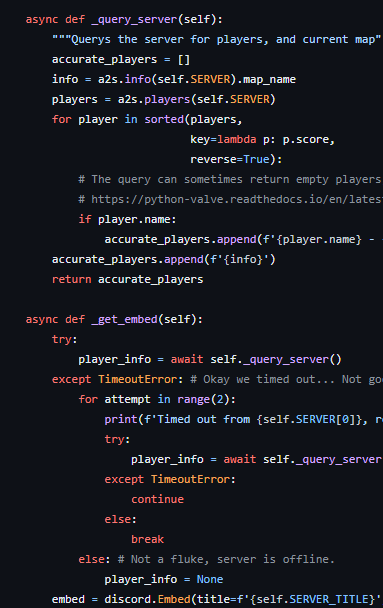 async def _query_server(self):
"""Querys the server for players, and current map"
accurate_players = []
info = a2s.info(self.SERVER).map_name
players = a2s.players(self.SERVER)
for player in sorted(players,
key=lambda p: p.score,
reverse=True):
# The query can sometimes return empty players
# https://python-valve.readthedocs.io/en/lates
if player.name:
accurate_players.append(f'{player.name} -
accurate_players.append(f'{info}')
return accurate_players
async def _get_embed(self):
try:
player_info = await self._query_server()
except TimeoutError: # Okay we timed out... Not goo
for attempt in range(2):
print(f'Timed out from {self.SERVER[0]}, re
try:
player_info = await self._query_server
except TimeoutError:
continue
else:
break
else: # Not a fluke, server is offline.
player_info = None
embed = discord.Embed(title=f'{self.SERVER_TITLE}'